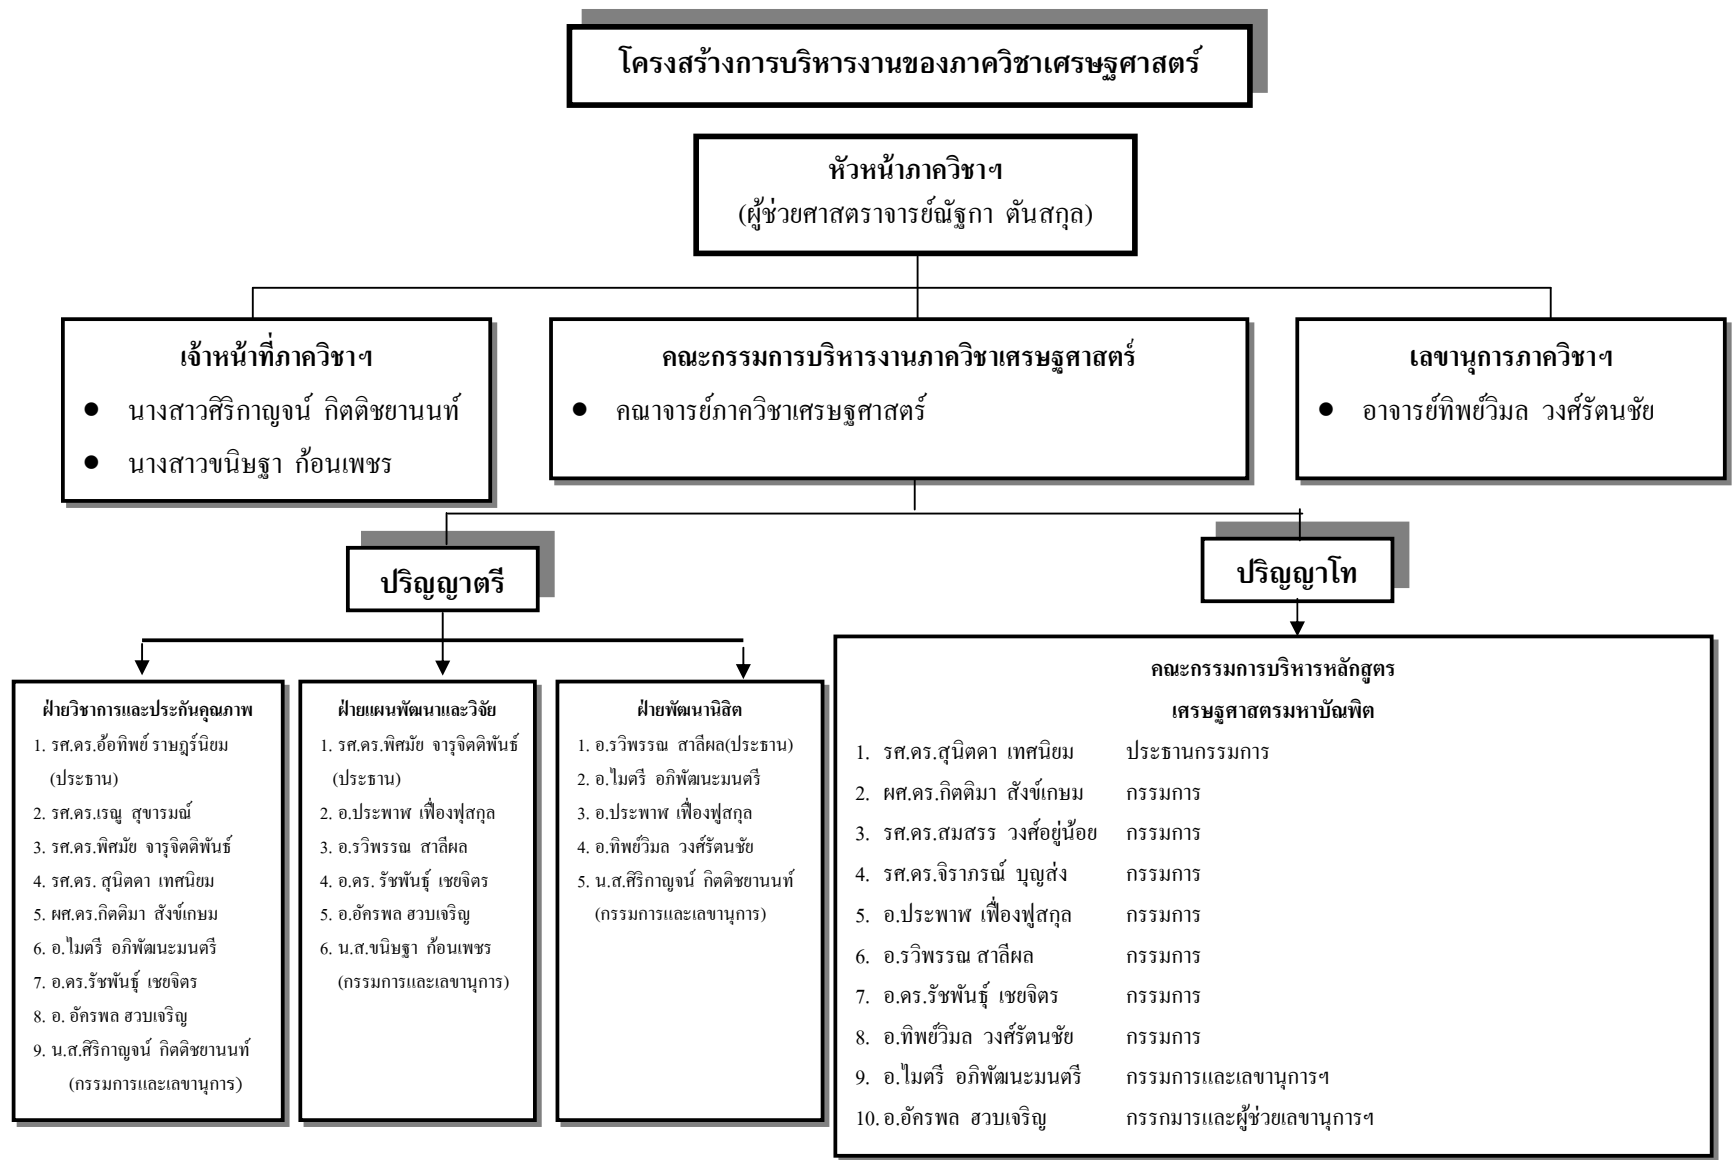 โครงสร้างการบริหารงานของภาควิชาเศรษฐศาสตร์
หัวหน้าภาควิชาฯ
(ผู้ช่วยศาสตราจารย์ณัฐกา ตันสกุล)
เจ้าหน้าที่ภาควิชาฯ
● นางสาวศิริกาญจน์ กิตติชยานนท์
● นางสาวขนิษฐา ก้อนเพชร
คณะกรรมการบริหารงานภาควิชาเศรษฐศาสตร์
● คณาจารย์ภาควิชาเศรษฐศาสตร์
เลขานุการภาควิชาฯ
● อาจารย์ทิพย์วิมล วงศ์รัตนชัย
ปริญญาตรี
ปริญญาโท
ฝ่ายวิชาการและประกันคุณภาพ
1. รศ.ดร.อ้อทิพย์ ราษฎร์นิยม
(ประธาน)
2. รศ.ดร.เรณู สุขารมณ์
3. รศ.ดร.พิศมัย จารุจิตติพันธ์
4. รศ.ดร. สุนิตดา เทศนิยม
5. ผศ.ดร.กิตติมา สังข์เกษม
6. อ.ไมตรี อภิพัฒนะมนตรี
7. อ.ดร.รัชพันธุ์ เชยจิตร
8. อ. อัครพล ฮวบเจริญ
9. น.ส.ศิริกาญจน์ กิตติชยานนท์
(กรรมการและเลขานุการ)
ฝ่ายแผนพัฒนาและวิจัย
1. รศ.ดร.พิศมัย จารุจิตติพันธ์
(ประธาน)
2. อ.ประพาฬ เฟื่องฟูสกุล
3. อ.รวิพรรณ สาลีผล
4. อ.ดร. รัชพันธุ์ เชยจิตร
5. อ.อัครพล ฮวบเจริญ
6. น.ส.ขนิษฐา ก้อนเพชร
(กรรมการและเลขานุการ)
ฝ่ายพัฒนานิสิต
1. อ.รวิพรรณ สาลีผล(ประธาน)
2. อ.ไมตรี อภิพัฒนะมนตรี
3. อ.ประพาฬ เฟื่องฟูสกุล
4. อ.ทิพย์วิมล วงศ์รัตนชัย
5. น.ส.ศิริกาญจน์ กิตติชยานนท์
(กรรมการและเลขานุการ)
คณะกรรมการบริหารหลักสูตร
เศรษฐศาสตรมหาบัณฑิต
1. รศ.ดร.สุนิตดา เทศนิยม ประธานกรรมการ
2. ผศ.ดร.กิตติมา สังข์เกษม กรรมการ
3. รศ.ดร.สมสรร วงศ์อยู่น้อย กรรมการ
4. รศ.ดร.จิราภรณ์ บุญส่ง กรรมการ
5. อ.ประพาฬ เฟื่องฟูสกุล กรรมการ
6. อ.รวิพรรณ สาลีผล กรรมการ
7. อ.ดร.รัชพันธุ์ เชยจิตร กรรมการ
8. อ.ทิพย์วิมล วงศ์รัตนชัย กรรมการ
9. อ.ไมตรี อภิพัฒนะมนตรี กรรมการและเลขานุการฯ
10. อ.อัครพล ฮวบเจริญ กรรกมารและผู้ช่วยเลขานุการฯ